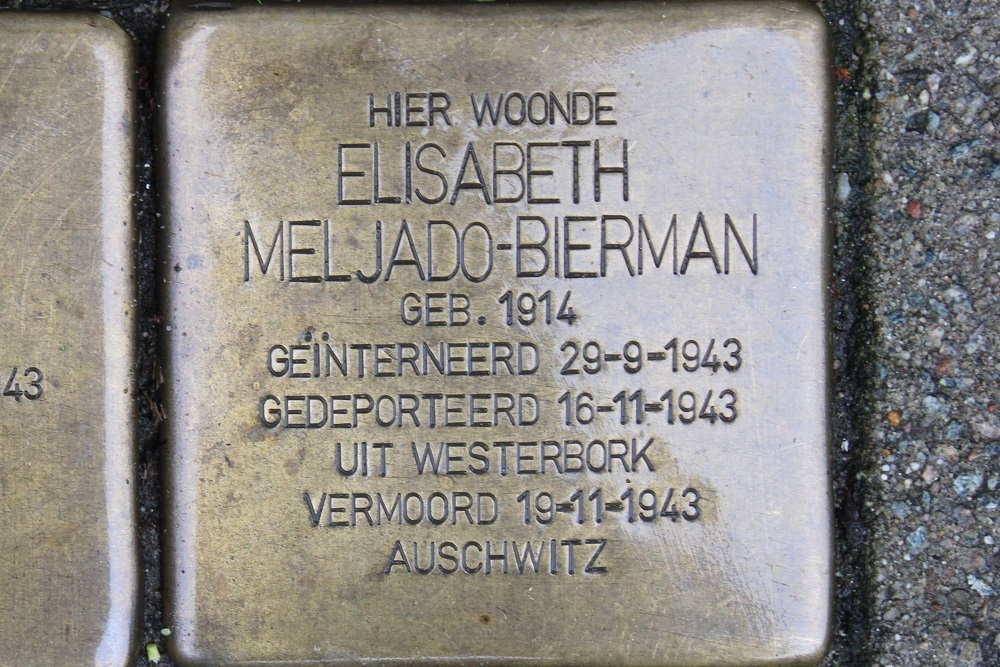 HIER WOONDE
ELISABETH
MELJADO-BIERMAN
GEB. 1914
GEÏNTERNEERD 29-9-1943
GEDEPORTEERD 16-11-1943
UIT WESTERBORK
VERMOORD 19-11-1943
AUSCHWITZ
43